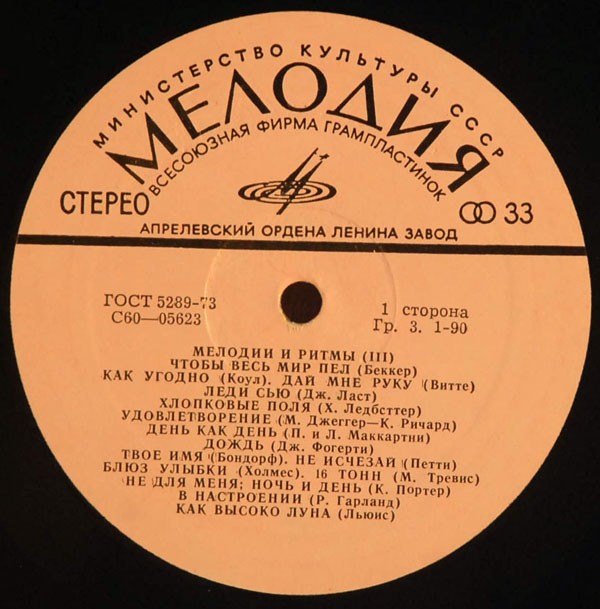 МИНИСТЕРСТВО КУЛЬТУРЫ СССР
МЕЛОДИЯ
ВСЕСОЮЗНАЯ ФИРМА ГРАМПЛАСТИНОК
СТЕРЕО
33
АПРЕЛЕВСКИЙ ОРДЕНА ЛЕНИНА ЗАВОД
ГОСТ 5289-73
С60—05623
1 сторона
Гр. 3. 1-90
МЕЛОДИИ И РИТМЫ (III)
ЧТОБЫ ВЕСЬ МИР ПЕЛ (Беккер)
КАК УГОДНО (Коул). ДАЙ МНЕ РУКУ (Витте)
ЛЕДИ СЬЮ (Дж. Ласт)
ХЛОПКОВЫЕ ПОЛЯ (Х. Ледбсттер)
УДОВЛЕТВОРЕНИЕ (М. Джеггер—К. Ричард)
ДЕНЬ КАК ДЕНЬ (П. и Л. Маккартни)
ДОЖДЬ (Дж. Фогерти)
ТВОЕ ИМЯ (Бондорф). НЕ ИСЧЕЗАЙ (Петти)
БЛЮЗ УЛЫБКИ (Холмес). 16 ТОНН (М. Тревис)
НЕ ДЛЯ МЕНЯ; НОЧЬ И ДЕНЬ (К. Портер)
В НАСТРОЕНИИ (Р. Гарланд)
КАК ВЫСОКО ЛУНА (Льюис)